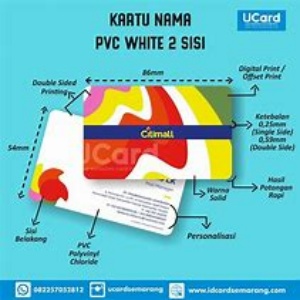 KARTU NAMA
PVC WHITE 2 SISI
UCard
86mm
Double Sided
Printing
Digital Print /
Offset Print
54mm
Ketebalan
0,25mm
(Single Side)
0,59mm
(Double Side)
Citimall
UCard
Warna
Solid
Hasil
Potongan
Rapi
Sisi
Belakang
PVC
Polyvinyl
Chloride
Personalisasi
082257052812
ucardsemarang
www.idcardsemarang.com